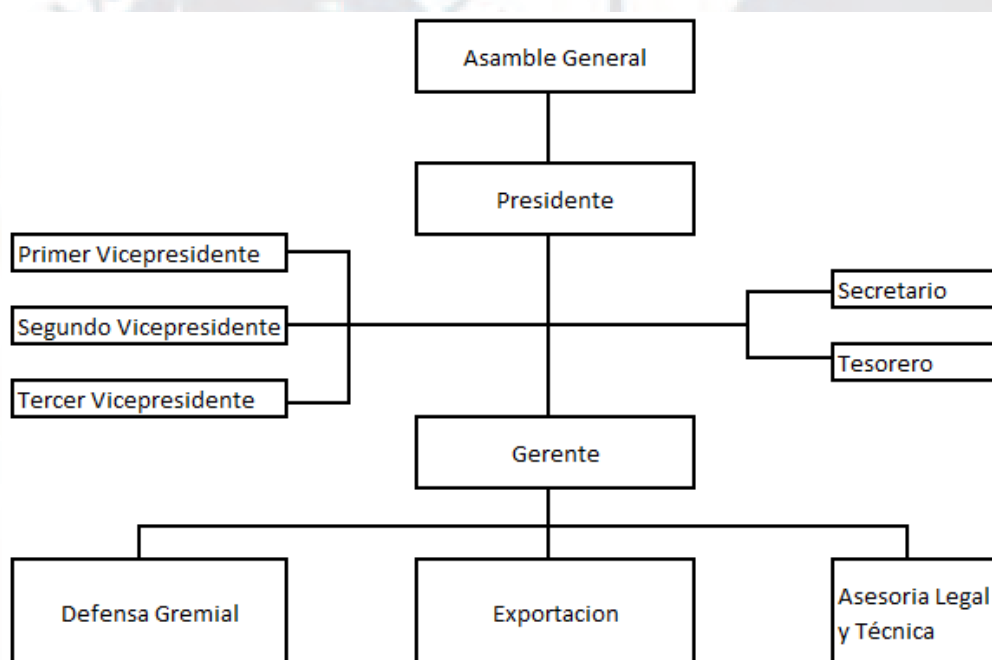 Asamble General
Presidente
Primer Vicepresidente
Segundo Vicepresidente
Tercer Vicepresidente
Secretario
Tesorero
Gerente
Defensa Gremial
Exportacion
Asesoria Legal
y Técnica